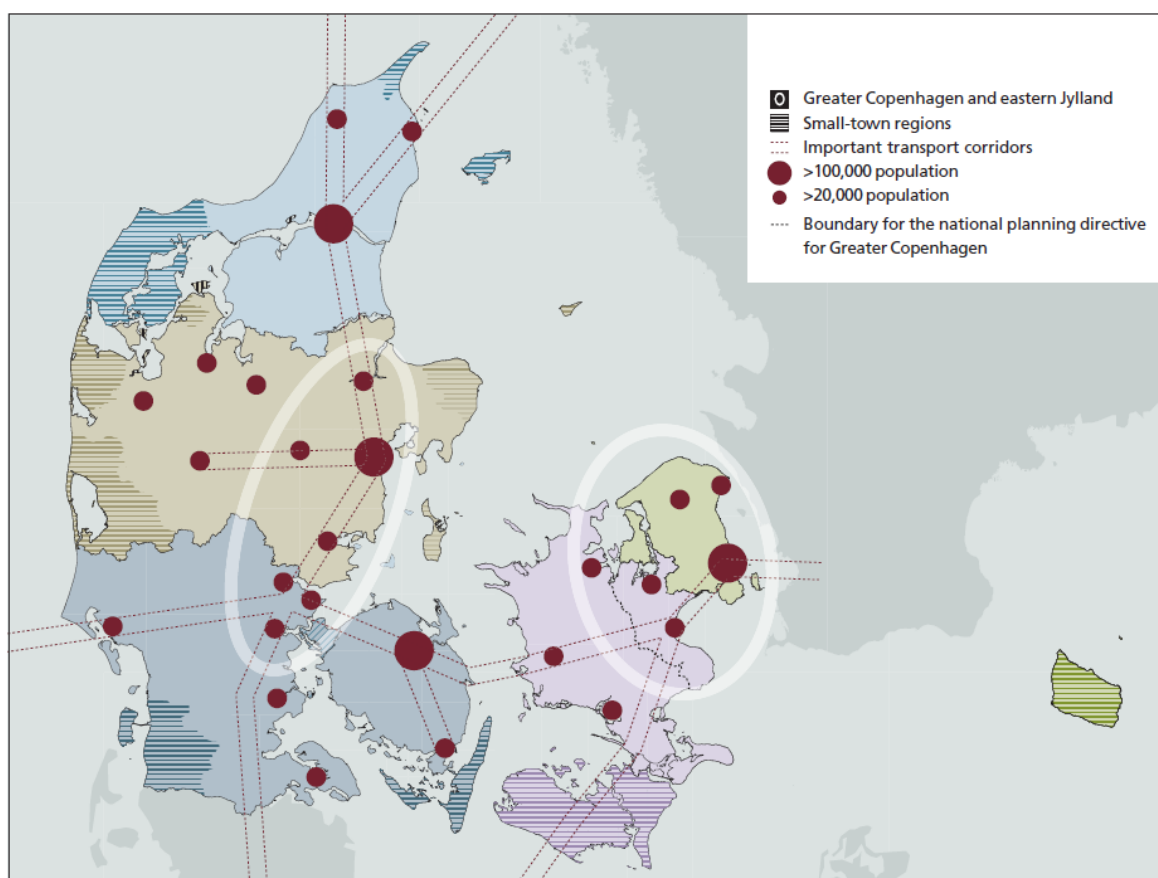 Greater Copenhagen and eastern Jylland
Small-town regions
Important transport corridors
>100,000 population
>20,000 population
Boundary for the national planning directive
for Greater Copenhagen